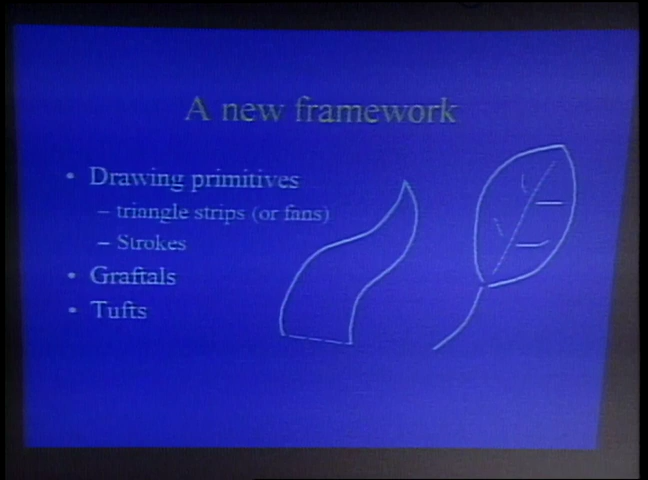 A new framework
• Drawing primitives
– triangle strips (or fans)
– Strokes
• Graftals
• Tufts